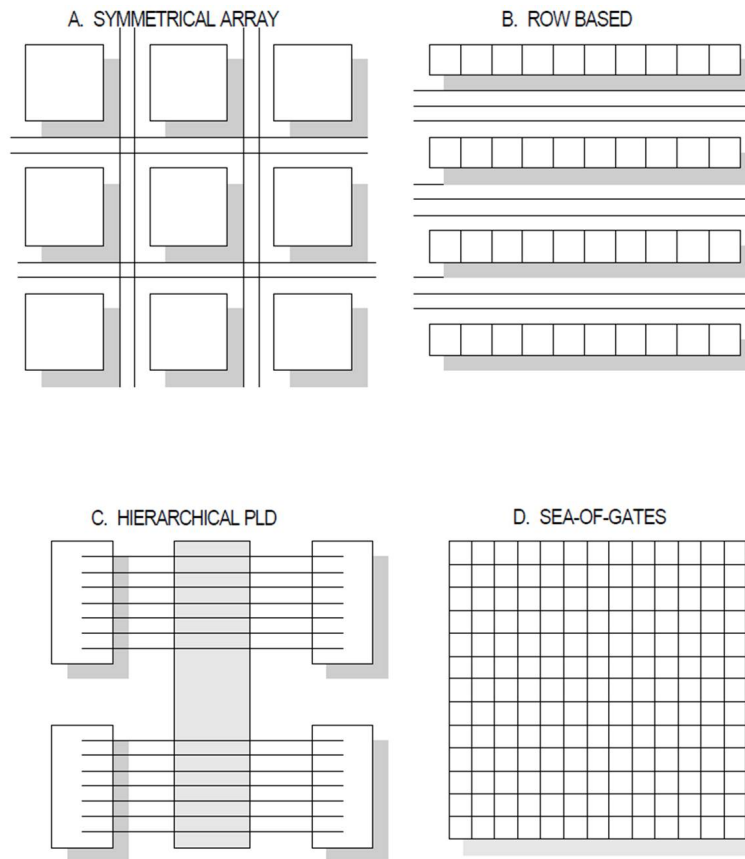 A. SYMMETRICAL ARRAY
B. ROW BASED
C. HIERARCHICAL PLD
D. SEA-OF-GATES